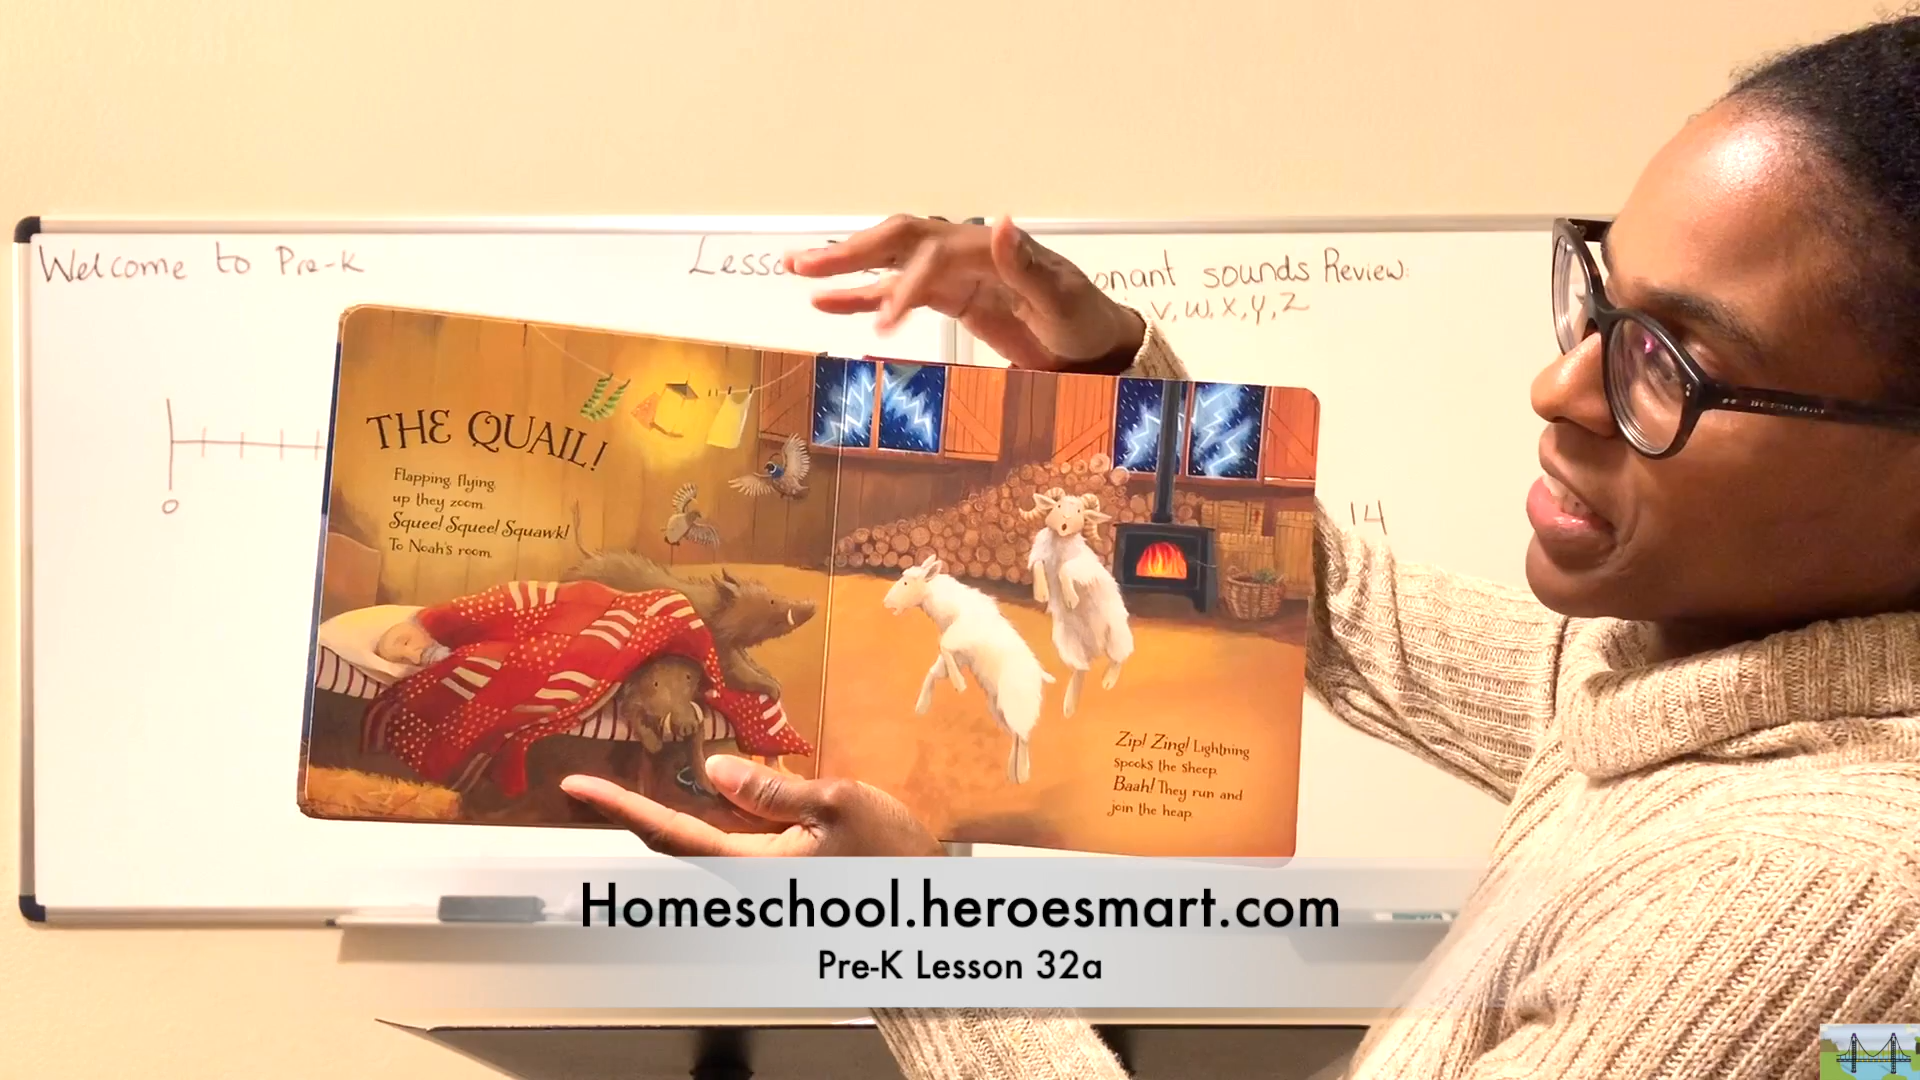 Welcome to Pre-K
Lesso
onant sounds Review:
v, w, x, y, z
0
14
THE QUAIL!
Flapping, flying,
up they zoom.
Squee! Squee! Squawk!
To Noah's room.
Zip! Zing! Lightning
spooks the sheep.
Baah! They run and
join the heap.
Homeschool.heroesmart.com
Pre-K Lesson 32a